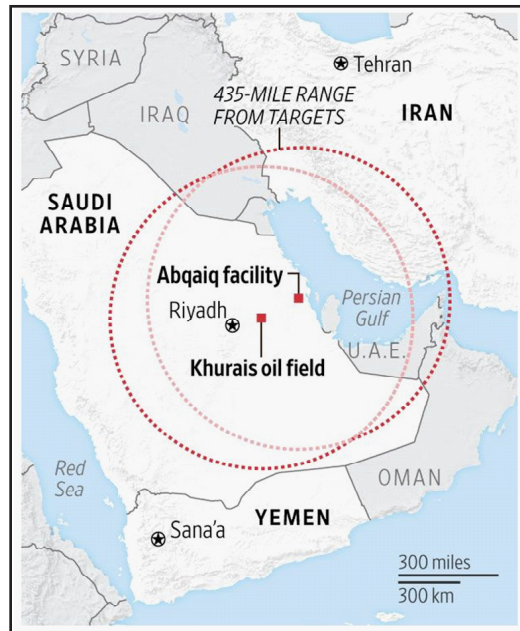 SYRIA
Tehran
435-MILE RANGE
FROM TARGETS
IRAQ
IRAN
SAUDI
ARABIA
Abqaiq facility
Riyadh
Persian
Gulf
Khurais oil field
U.A.E.
Red
Sea
OMAN
YEMEN
Sana'a
300 miles
300 km